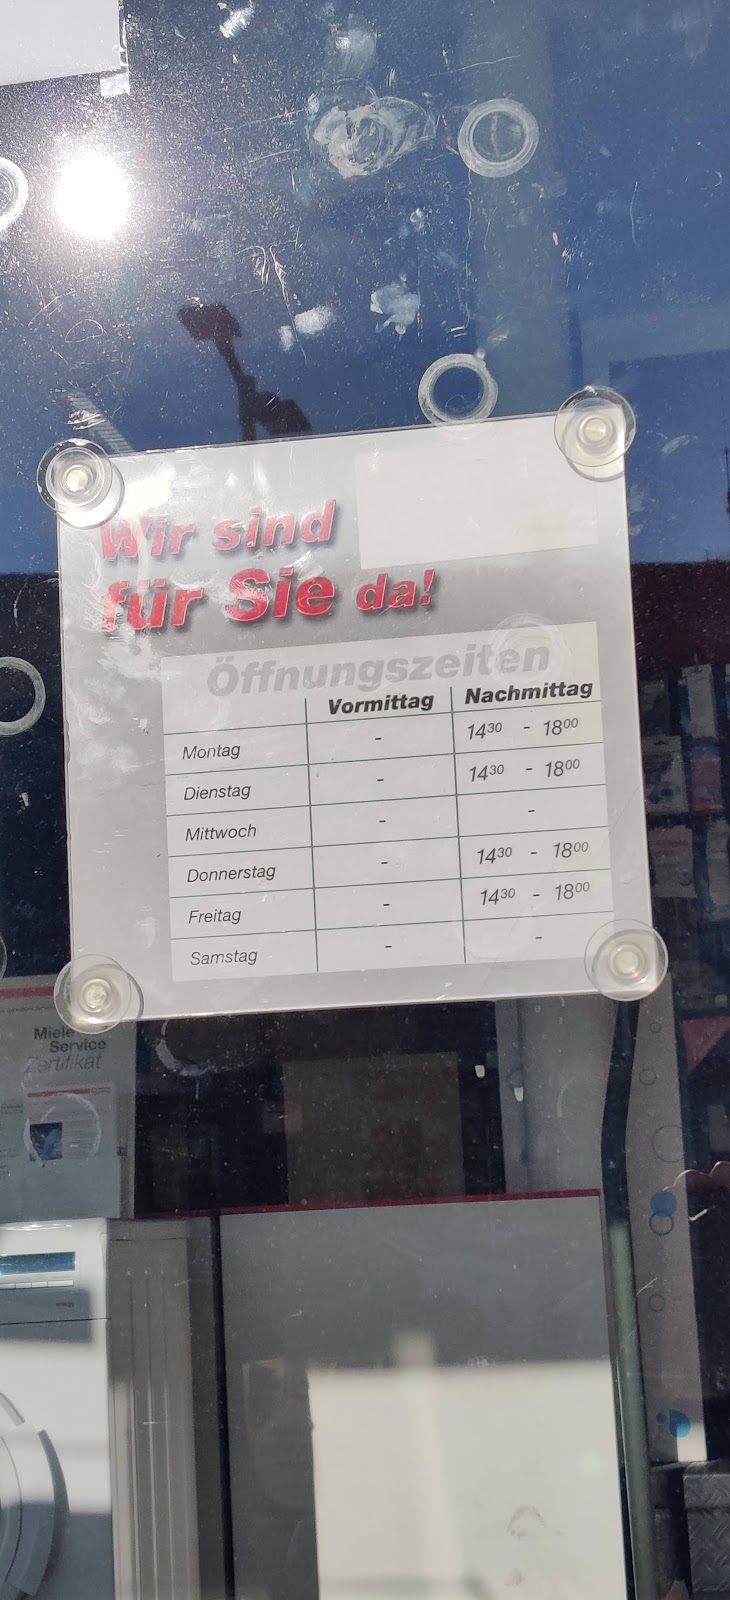 Wir sind
für Sie da!
Öffnungszeiten
Vormittag Nachmittag
Montag - 14³⁰ - 18⁰⁰
Dienstag - 14³⁰ - 18⁰⁰
Mittwoch - -
Donnerstag - 14³⁰ - 18⁰⁰
Freitag - 14³⁰ - 18⁰⁰
Samstag - -
Miele
Service
Zertifikat